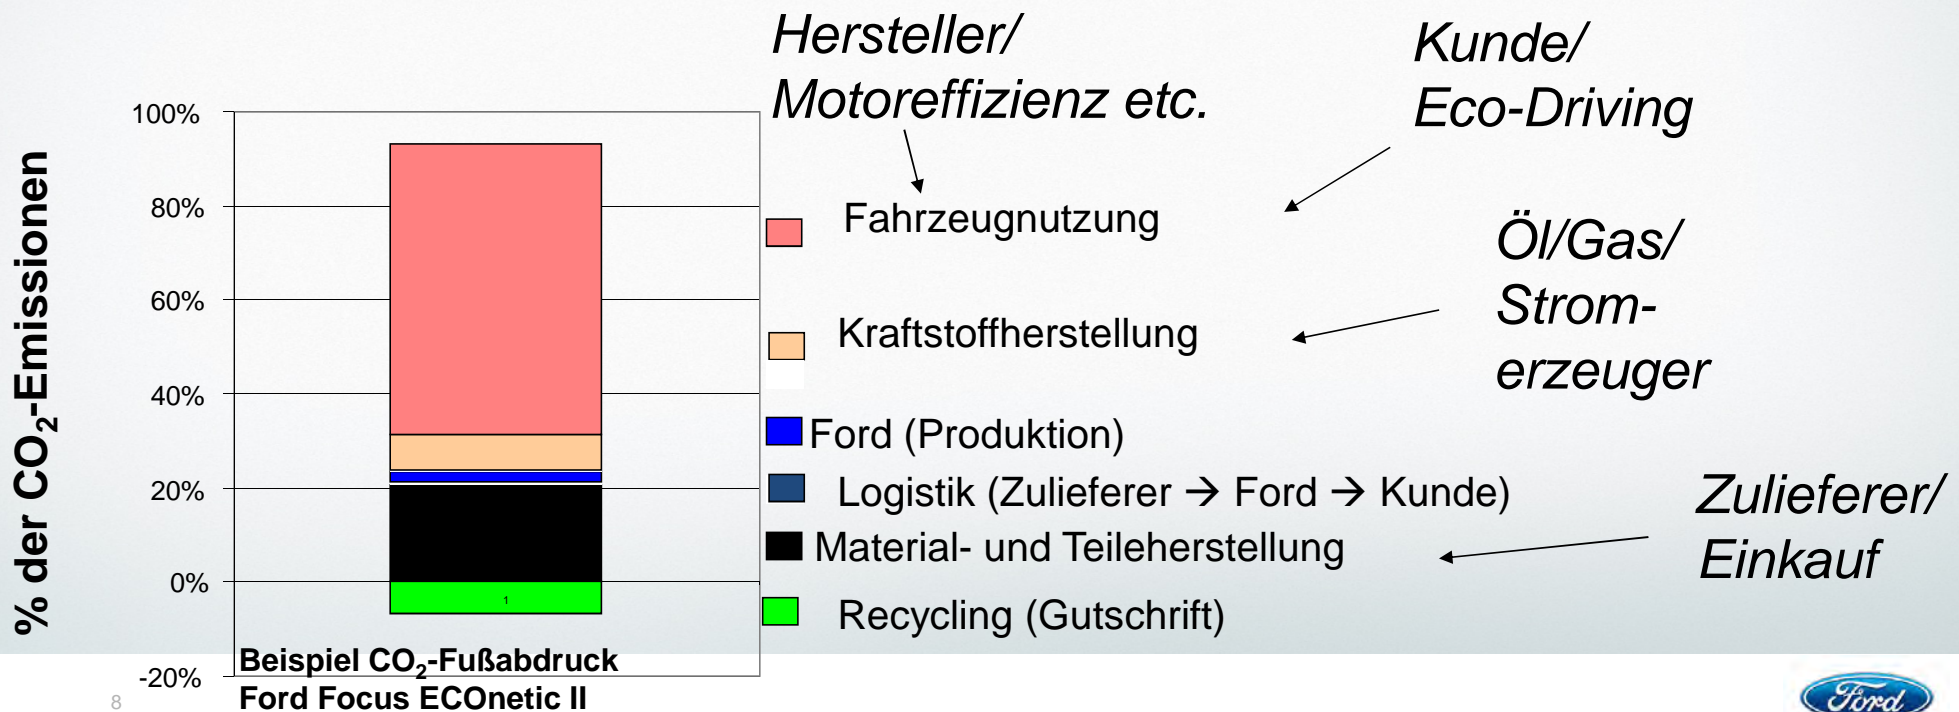 Hersteller/
Motoreffizienz etc.
Kunde/
Eco-Driving
% der CO₂-Emissionen
100%
80%
60%
40%
20%
0%
-20%
1
Fahrzeugnutzung
Kraftstoffherstellung
Öl/Gas/
Strom-
erzeuger
Ford (Produktion)
Logistik (Zulieferer → Ford → Kunde)
Material- und Teileherstellung
Recycling (Gutschrift)
Zulieferer/
Einkauf
Beispiel CO₂-Fußabdruck
Ford Focus ECOnetic II
8
Ford